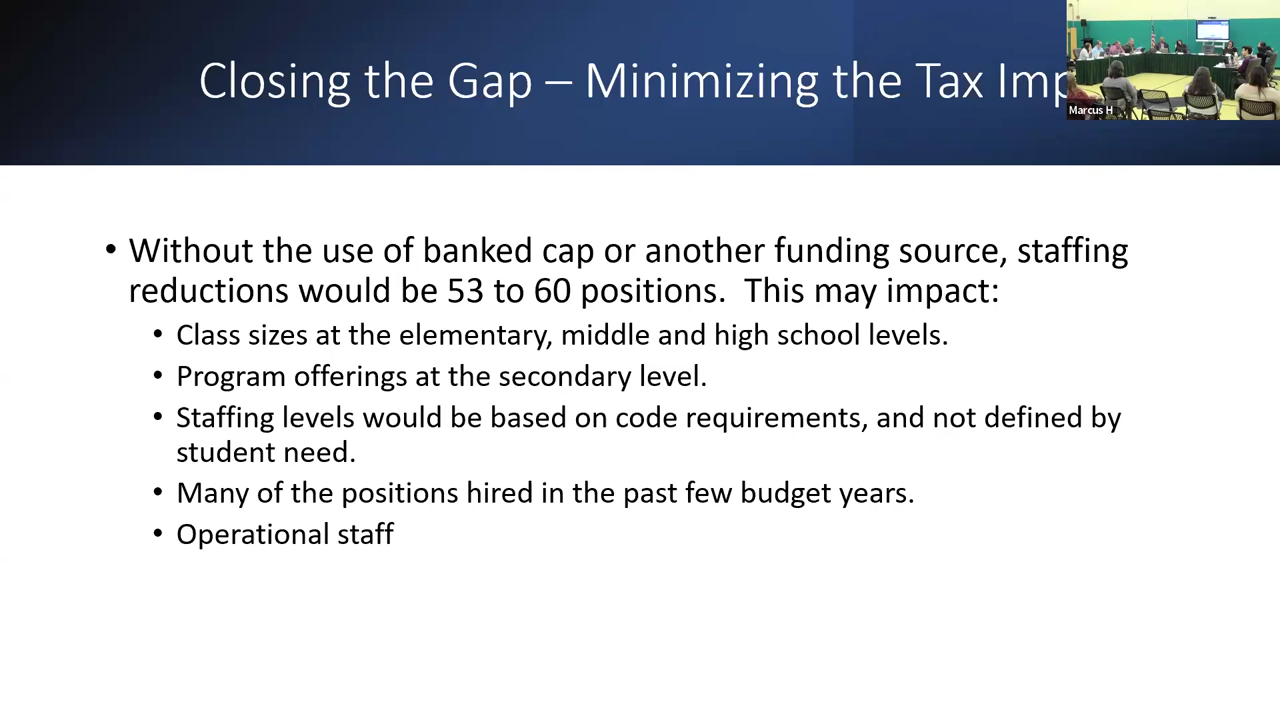 Closing the Gap – Minimizing the Tax Imp
Marcus H
• Without the use of banked cap or another funding source, staffing
reductions would be 53 to 60 positions.  This may impact:
• Class sizes at the elementary, middle and high school levels.
• Program offerings at the secondary level.
• Staffing levels would be based on code requirements, and not defined by
student need.
• Many of the positions hired in the past few budget years.
• Operational staff